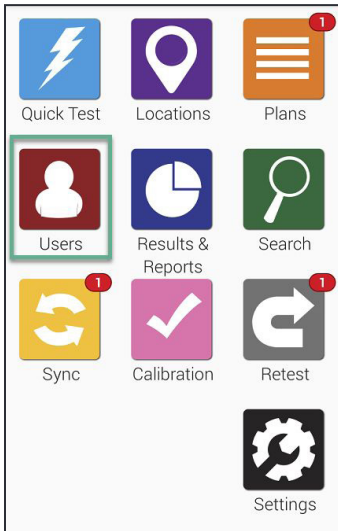 1
Quick Test
Locations
Plans
Users
Results &
Reports
Search
1
1
Sync
Calibration
Retest
Settings